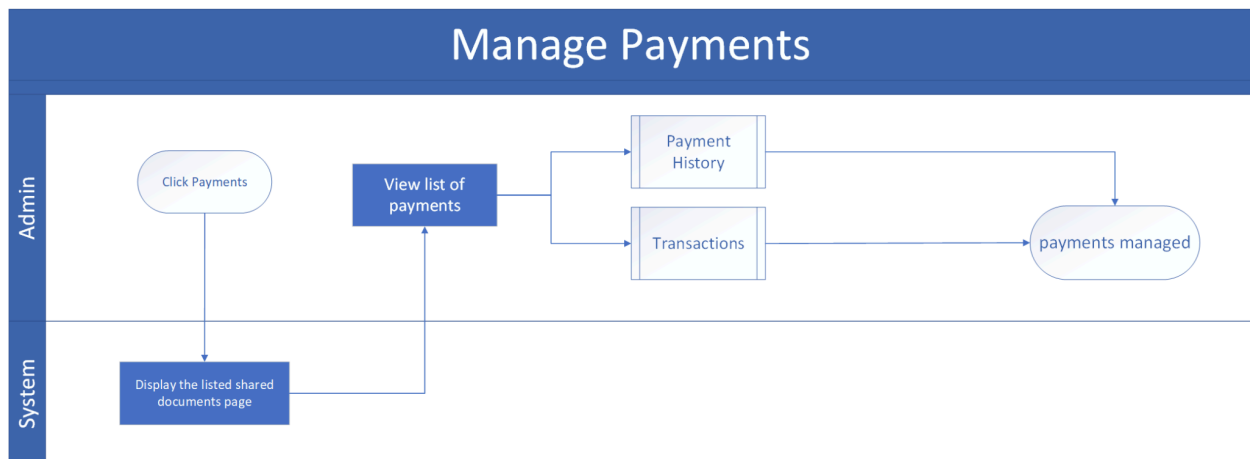 Manage Payments
Admin
Click Payments
View list of
payments
Payment
History
Transactions
payments managed
System
Display the listed shared
documents page